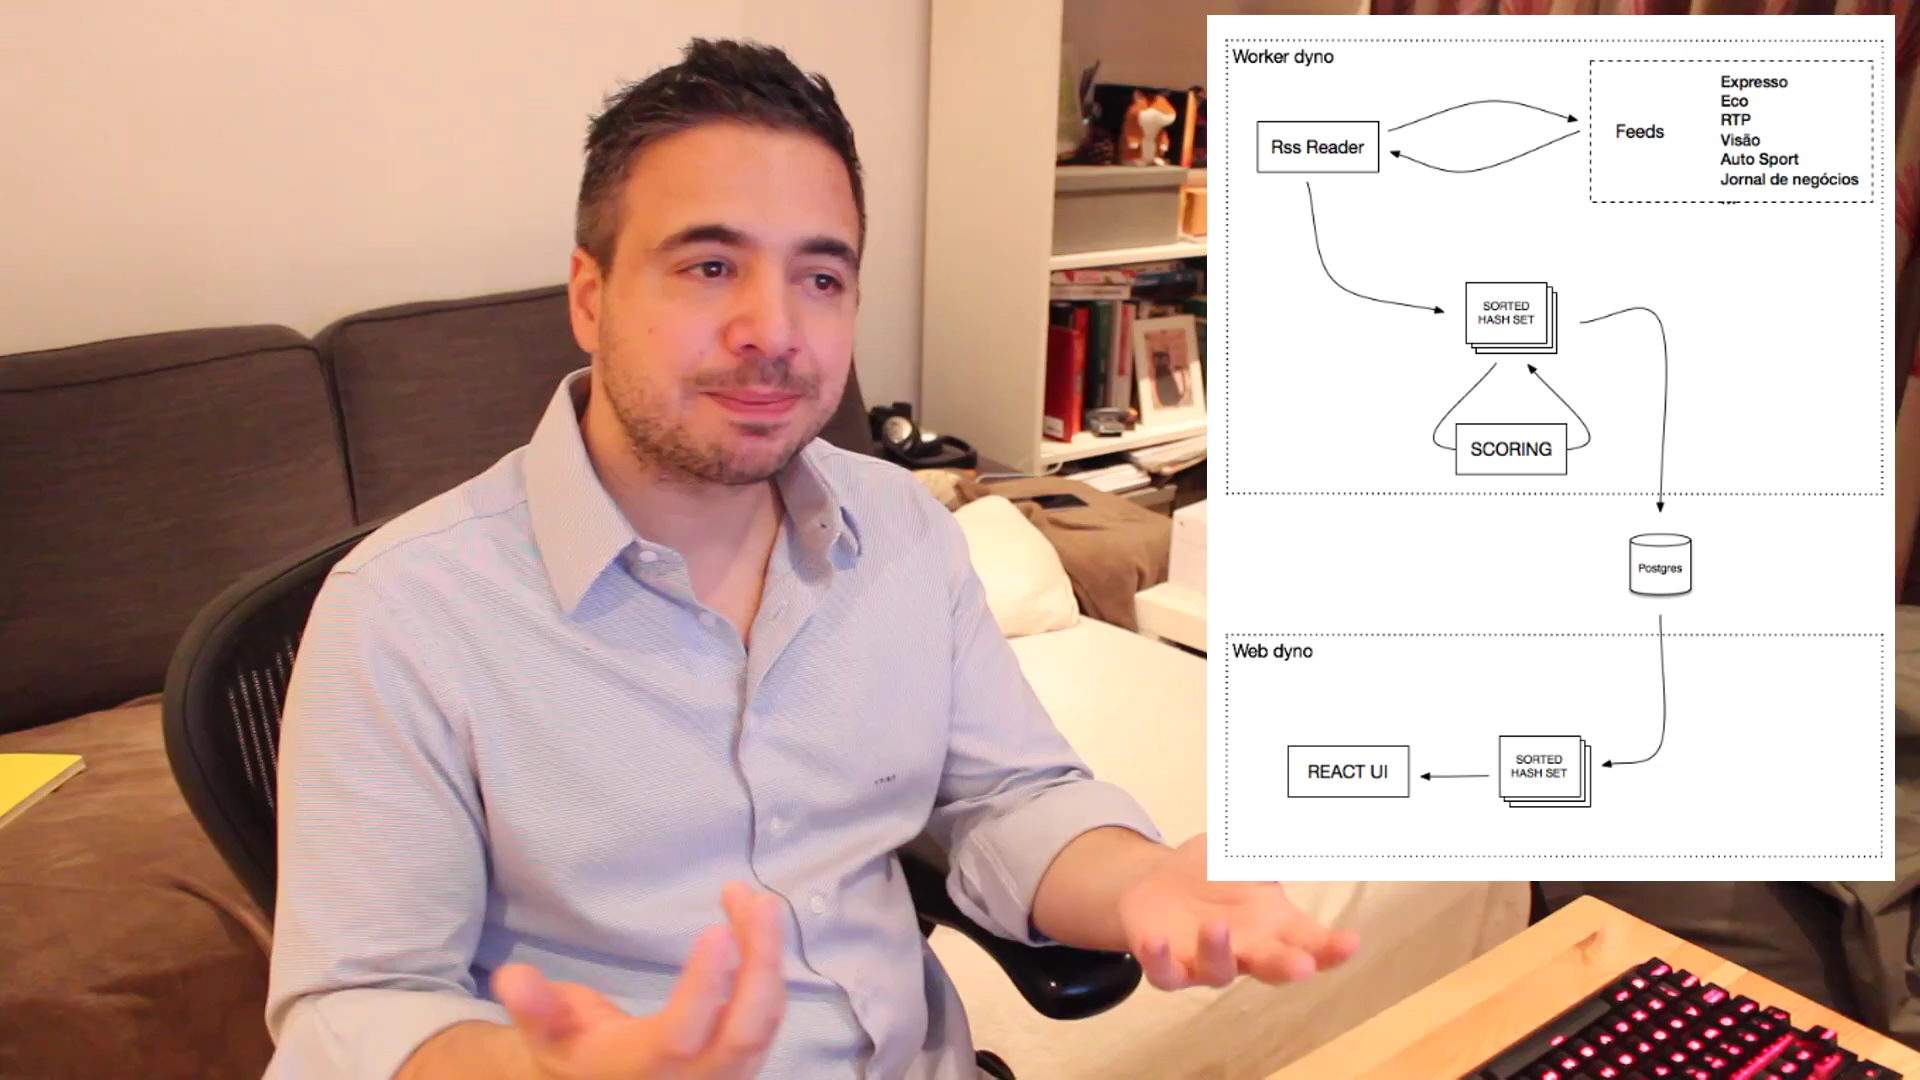 Worker dyno
Rss Reader
Feeds
Expresso
Eco
RTP
Visão
Auto Sport
Jornal de negócios
...
SORTED
HASH SET
SCORING
Postgres
Web dyno
REACT UI
SORTED
HASH SET